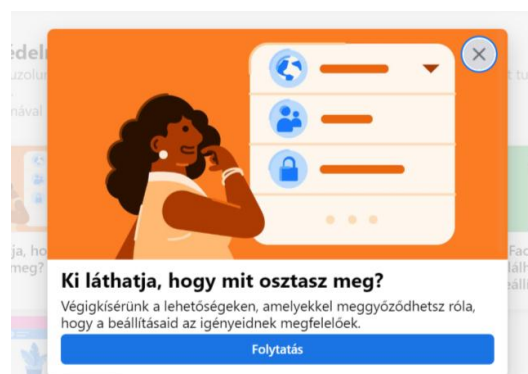 Ki láthatja, hogy mit osztasz meg?
Végigkísérünk a lehetőségeken, amelyekkel meggyőződhetsz róla,
hogy a beállításaid az igényeidnek megfelelőek.
Folytatás